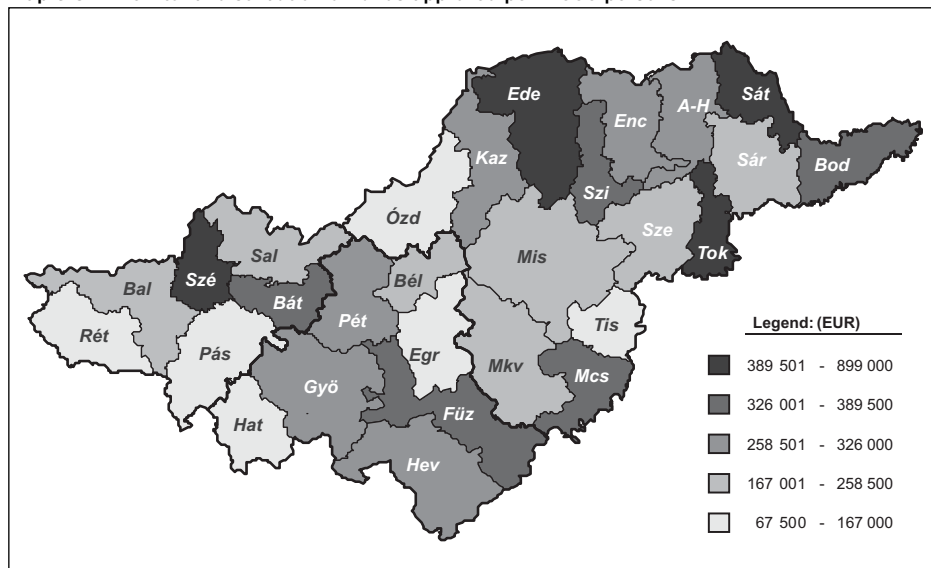 Ede
Enc
A-H
Sát
Kaz
Szi
Sár
Bod
Ózd
Sze
Tok
Sal
Mis
Szé
Bal
Bél
Bát
Pét
Tis
Rét
Pás
Egr
Mkv
Mcs
Gyö
Füz
Hat
Hev
Legend: (EUR)
389 501 - 899 000
326 001 - 389 500
258 501 - 326 000
167 001 - 258 500
67 500 - 167 000